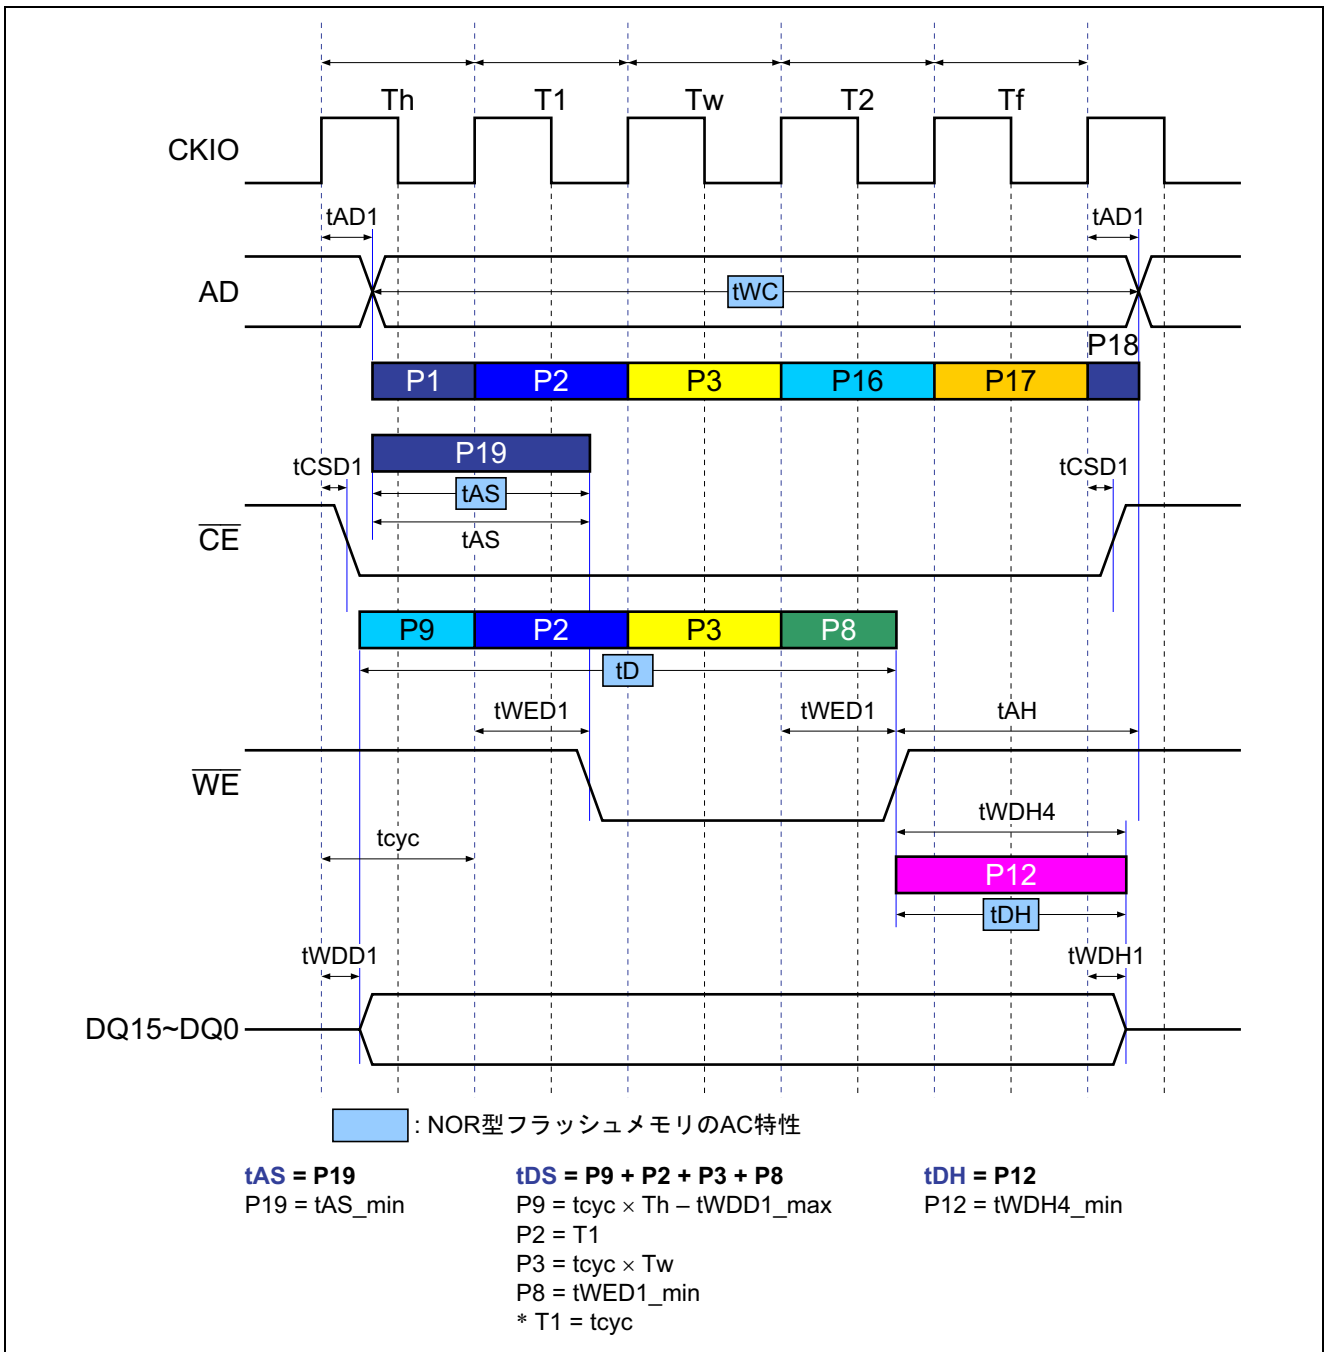 Th T1 Tw T2 Tf
CKIO
tAD1 tAD1
AD tWC
P18
P1 P2 P3 P16 P17
P19
tCSD1 tCSD1
tAS
CE tAS
P9 P2 P3 P8
tD
tWED1 tWED1 tAH
WE
tWDH4
tcyc
P12
tDH
tWDD1 tWDH1
DQ15~DQ0
: NOR型フラッシュメモリのAC特性
tAS = P19
P19 = tAS_min
tDS = P9 + P2 + P3 + P8
P9 = tcyc × Th – tWDD1_max
P2 = T1
P3 = tcyc × Tw
P8 = tWED1_min
* T1 = tcyc
tDH = P12
P12 = tWDH4_min